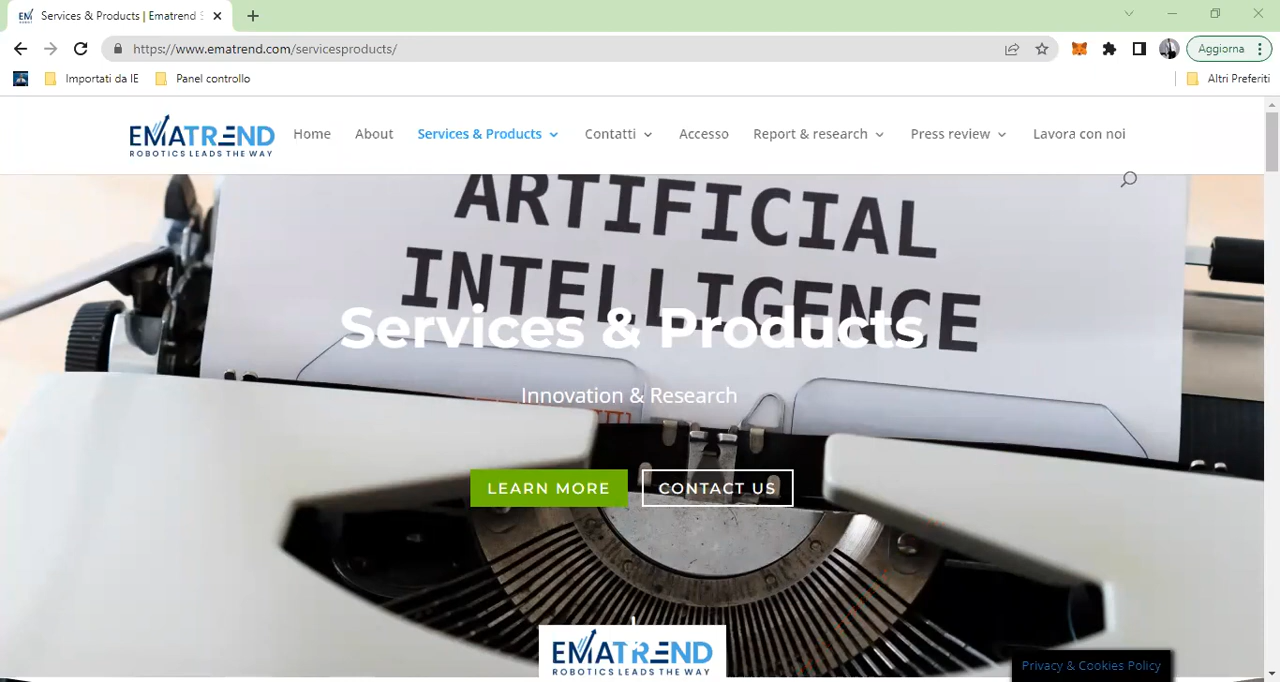 Services & Products | Ematrend
https://www.ematrend.com/servicesproducts/
Aggiorna
Importati da IE
Panel controllo
Altri Preferiti
EMATREND
ROBOTICS LEADS THE WAY
Home
About
Services & Products
Contatti
Accesso
Report & research
Press review
Lavora con noi
ARTIFICIAL
INTELLIGENCE
Services & Products
Innovation & Research
LEARN MORE
CONTACT US
EMATREND
ROBOTICS LEADS THE WAY
Privacy & Cookies Policy